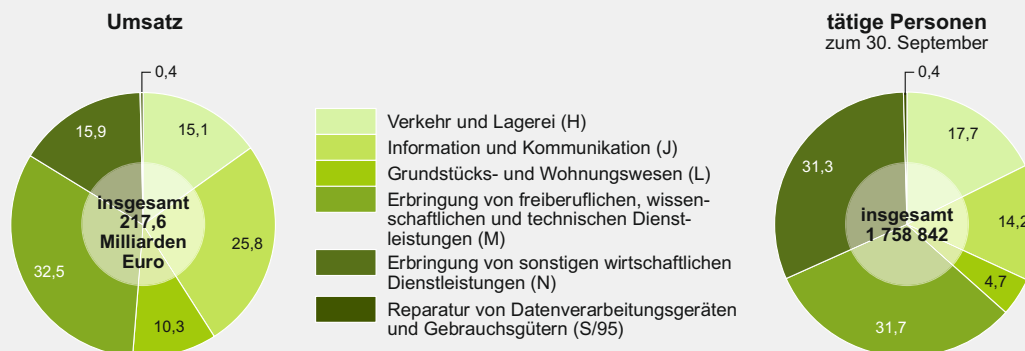 Umsatz
0,4
15,9
15,1
insgesamt
217,6
Milliarden
Euro
25,8
32,5
10,3
Verkehr und Lagerei (H)
Information und Kommunikation (J)
Grundstücks- und Wohnungswesen (L)
Erbringung von freiberuflichen, wissen-
schaftlichen und technischen Dienst-
leistungen (M)
Erbringung von sonstigen wirtschaftlichen
Dienstleistungen (N)
Reparatur von Datenverarbeitungsgeräten
und Gebrauchsgütern (S/95)
tätige Personen
zum 30. September
0,4
17,7
31,3
insgesamt
1 758 842
14,2
4,7
31,7